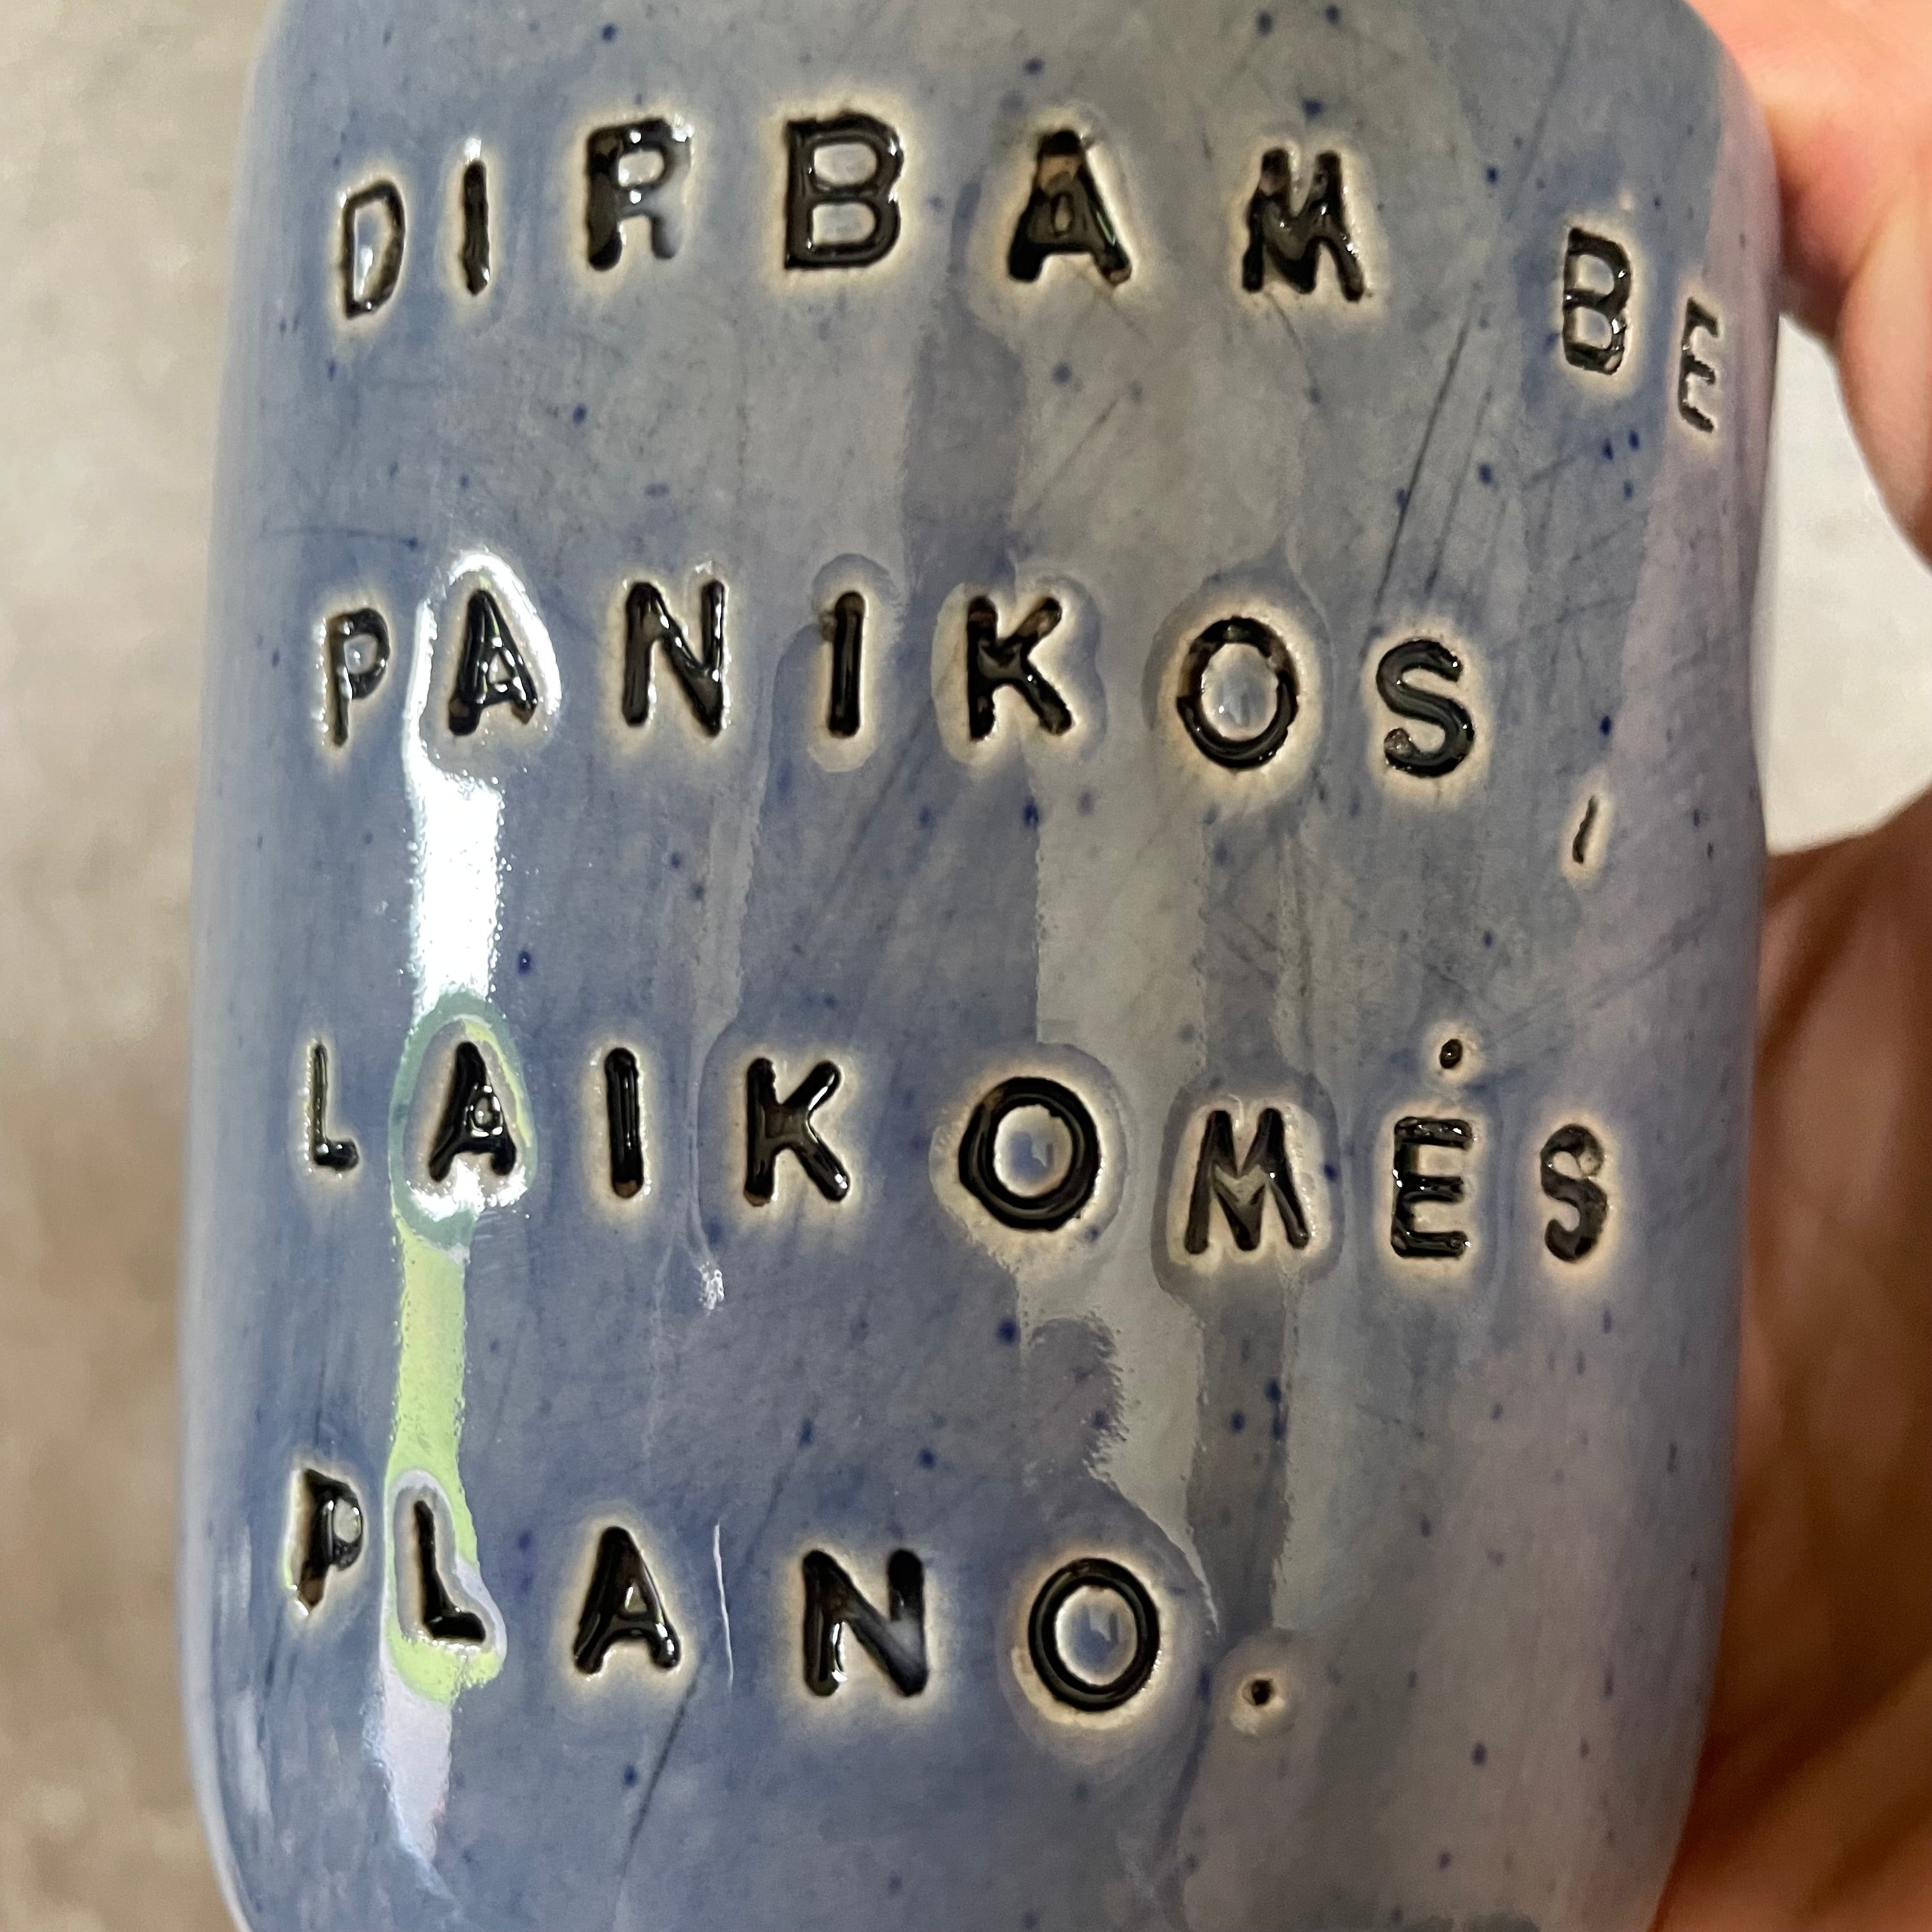 DIRBAM BE
PANIKOS,
LAIKOMĖS
PLANO.